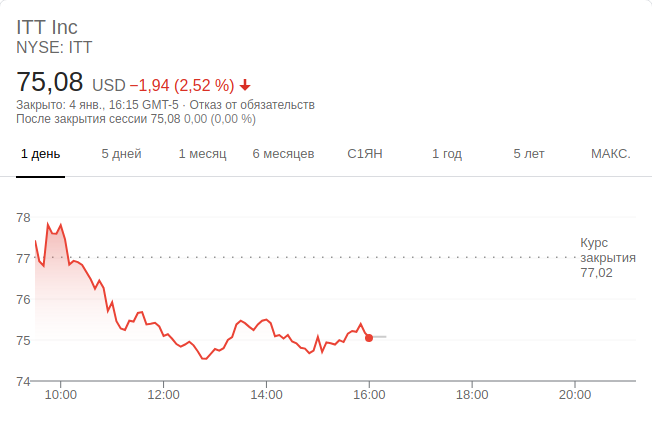 ITT Inc
NYSE: ITT
75,08 USD −1,94 (2,52 %)
Закрыто: 4 янв., 16:15 GMT-5 · Отказ от обязательств
После закрытия сессии 75,08 0,00 (0,00 %)
1 день 5 дней 1 месяц 6 месяцев С1ЯН 1 год 5 лет МАКС.
78
Курс
77 закрытия
77,02
76
75
74
10:00 12:00 14:00 16:00 18:00 20:00